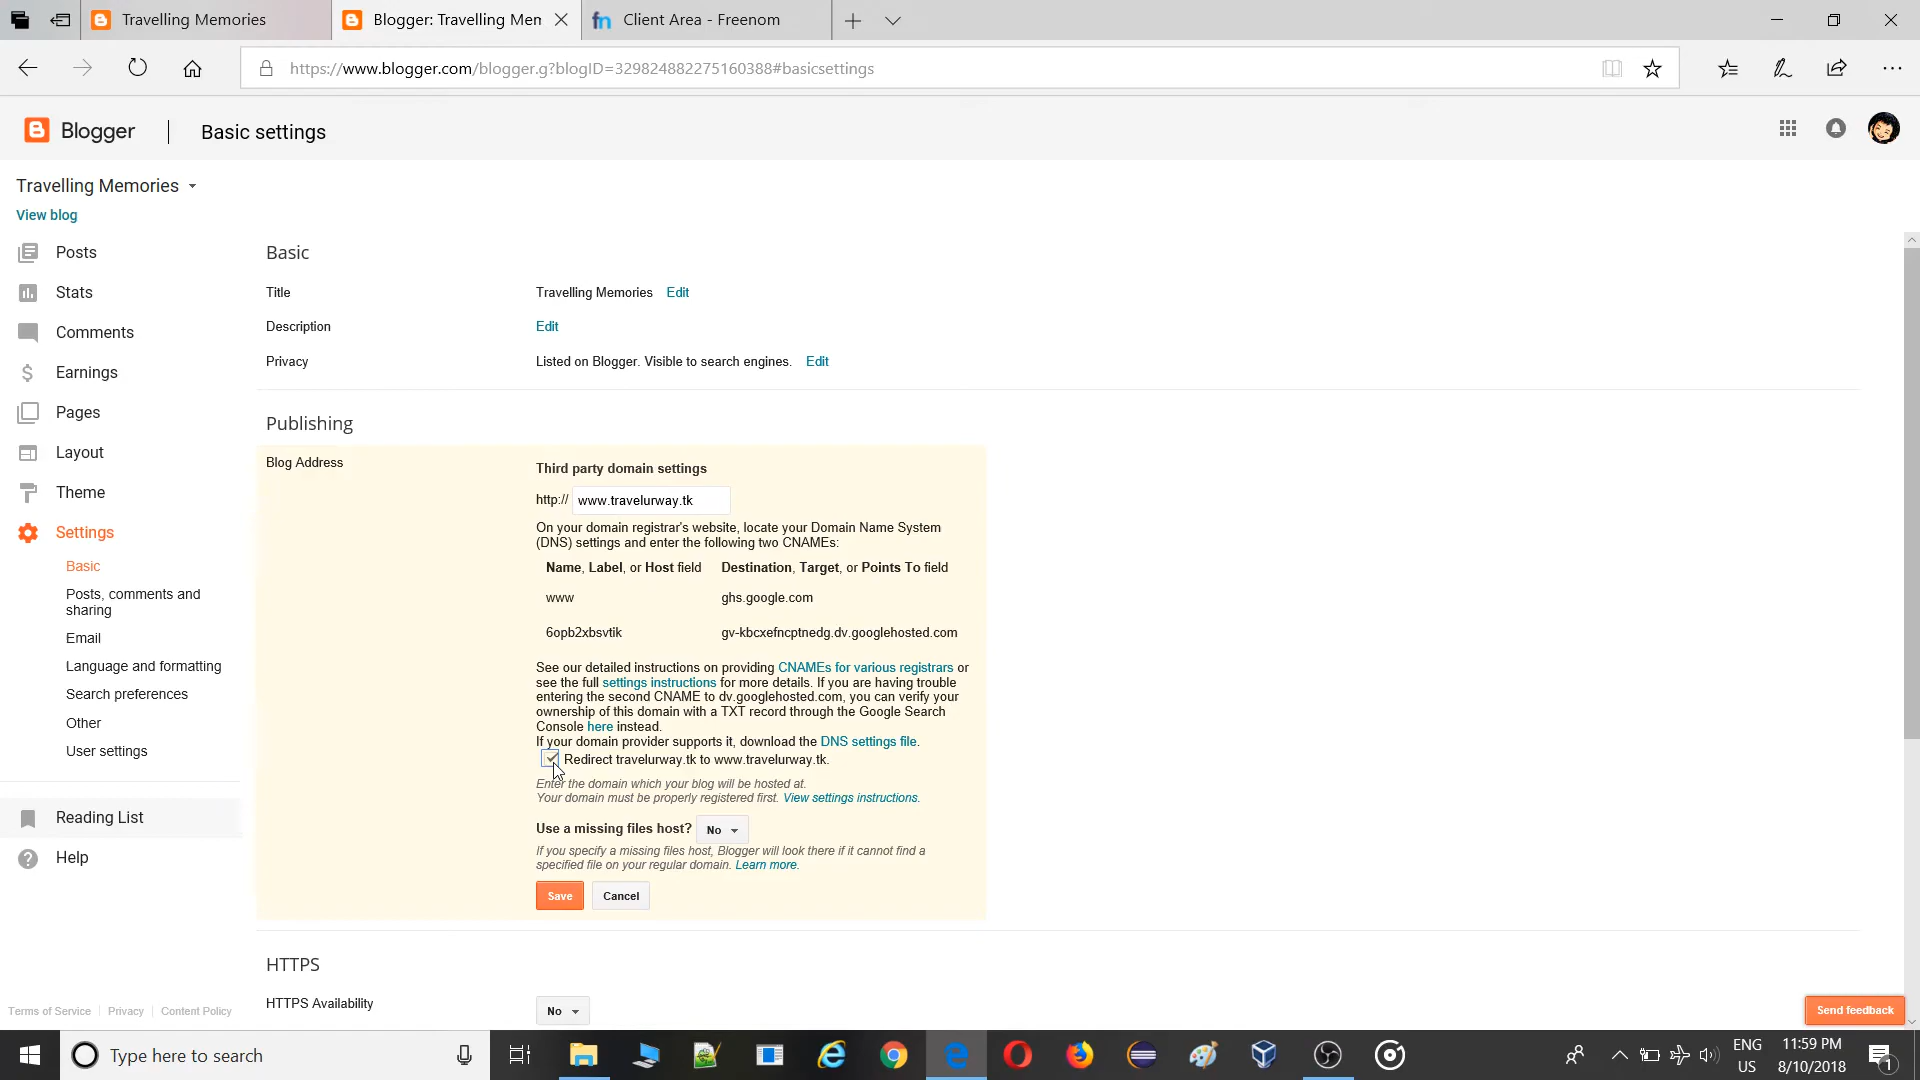 Travelling Memories
Blogger: Travelling Mem
fn Client Area - Freenom
https://www.blogger.com/blogger.g?blogID=329824882275160388#basicsettings
Blogger
Basic settings
Travelling Memories
View blog
Posts
Stats
Comments
Earnings
Pages
Layout
Theme
Settings
Basic
Posts, comments and
sharing
Email
Language and formatting
Search preferences
Other
User settings
Reading List
Help
Terms of Service Privacy Content Policy
Basic
Title Travelling Memories Edit
Description Edit
Privacy Listed on Blogger. Visible to search engines. Edit
Publishing
Blog Address
Third party domain settings
http:// www.travelurway.tk
On your domain registrar's website, locate your Domain Name System
(DNS) settings and enter the following two CNAMEs:
Name, Label, or Host field Destination, Target, or Points To field
www ghs.google.com
6opb2xbsvtik gv-kbcxefncptnedg.dv.googlehosted.com
See our detailed instructions on providing CNAMEs for various registrars or
see the full settings instructions for more details. If you are having trouble
entering the second CNAME to dv.googlehosted.com, you can verify your
ownership of this domain with a TXT record through the Google Search
Console here instead.
If your domain provider supports it, download the DNS settings file.
Redirect travelurway.tk to www.travelurway.tk.
Enter the domain which your blog will be hosted at.
Your domain must be properly registered first. View settings instructions.
Use a missing files host? No
If you specify a missing files host, Blogger will look there if it cannot find a
specified file on your regular domain. Learn more.
Save Cancel
HTTPS
HTTPS Availability No
Send feedback
Type here to search
ENG
US
11:59 PM
8/10/2018
1